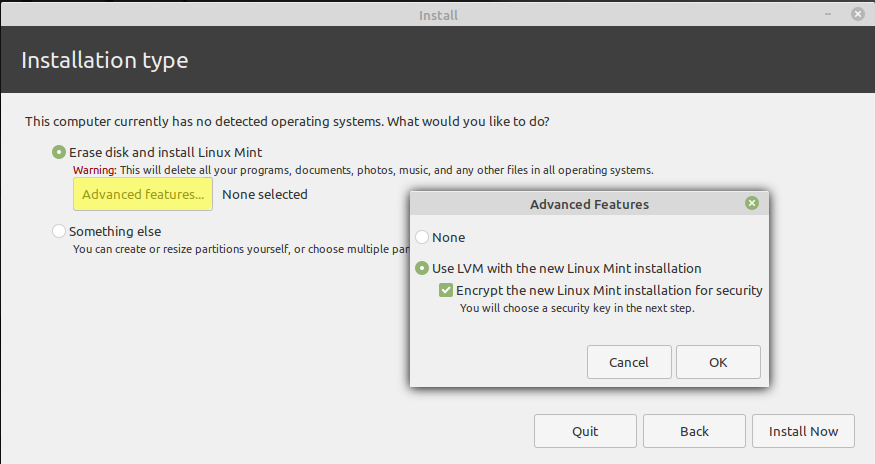 Install
Installation type
This computer currently has no detected operating systems. What would you like to do?
Erase disk and install Linux Mint
Warning: This will delete all your programs, documents, photos, music, and any other files in all operating systems.
Advanced features... None selected
Something else
You can create or resize partitions yourself, or choose multiple par
Advanced Features
None
Use LVM with the new Linux Mint installation
Encrypt the new Linux Mint installation for security
You will choose a security key in the next step.
Cancel OK
Quit Back Install Now